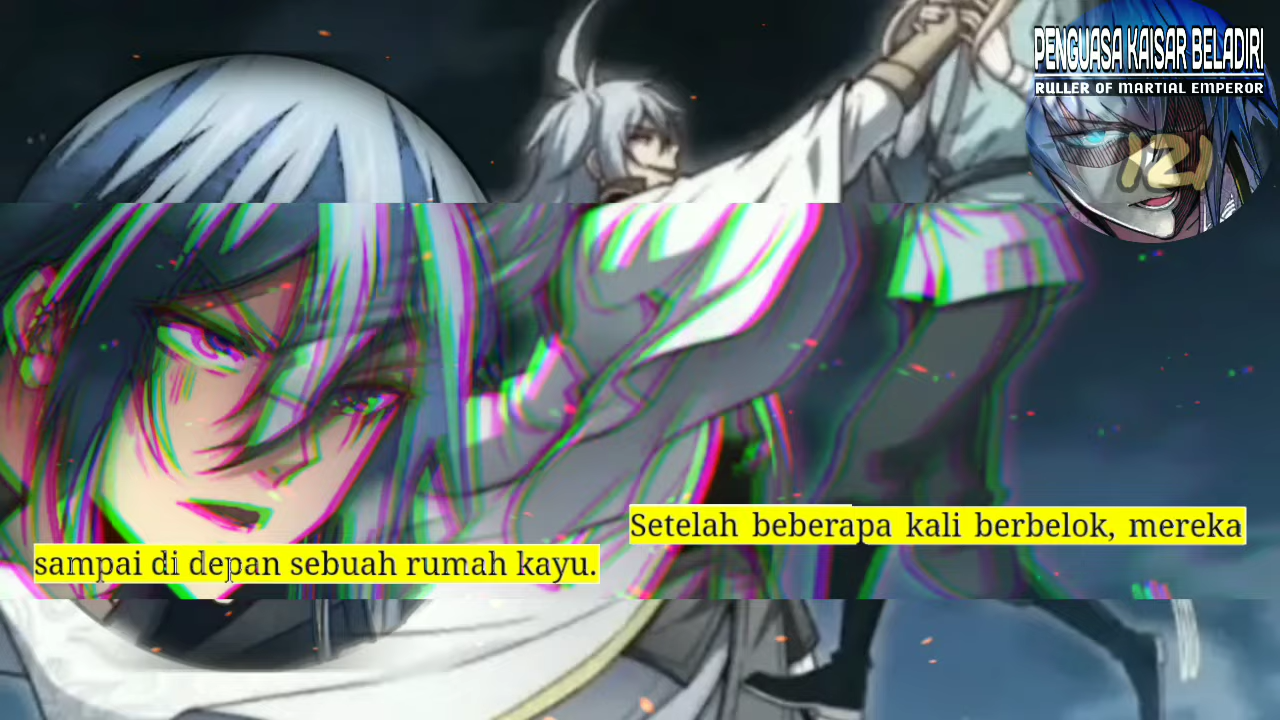 PENGUASA KAISAR BELADIRI
RULLER OF MARTIAL EMPEROR
121
Setelah beberapa kali berbelok, mereka
sampai di depan sebuah rumah kayu.